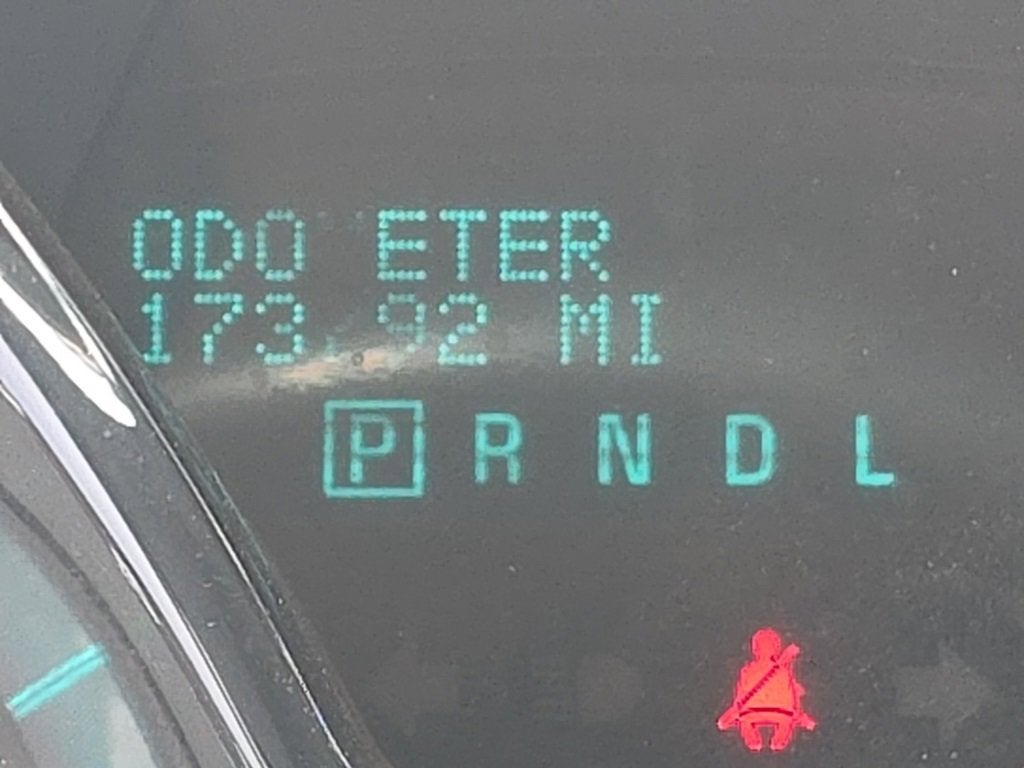 ODO ETER
173 92 MI
P R N D L